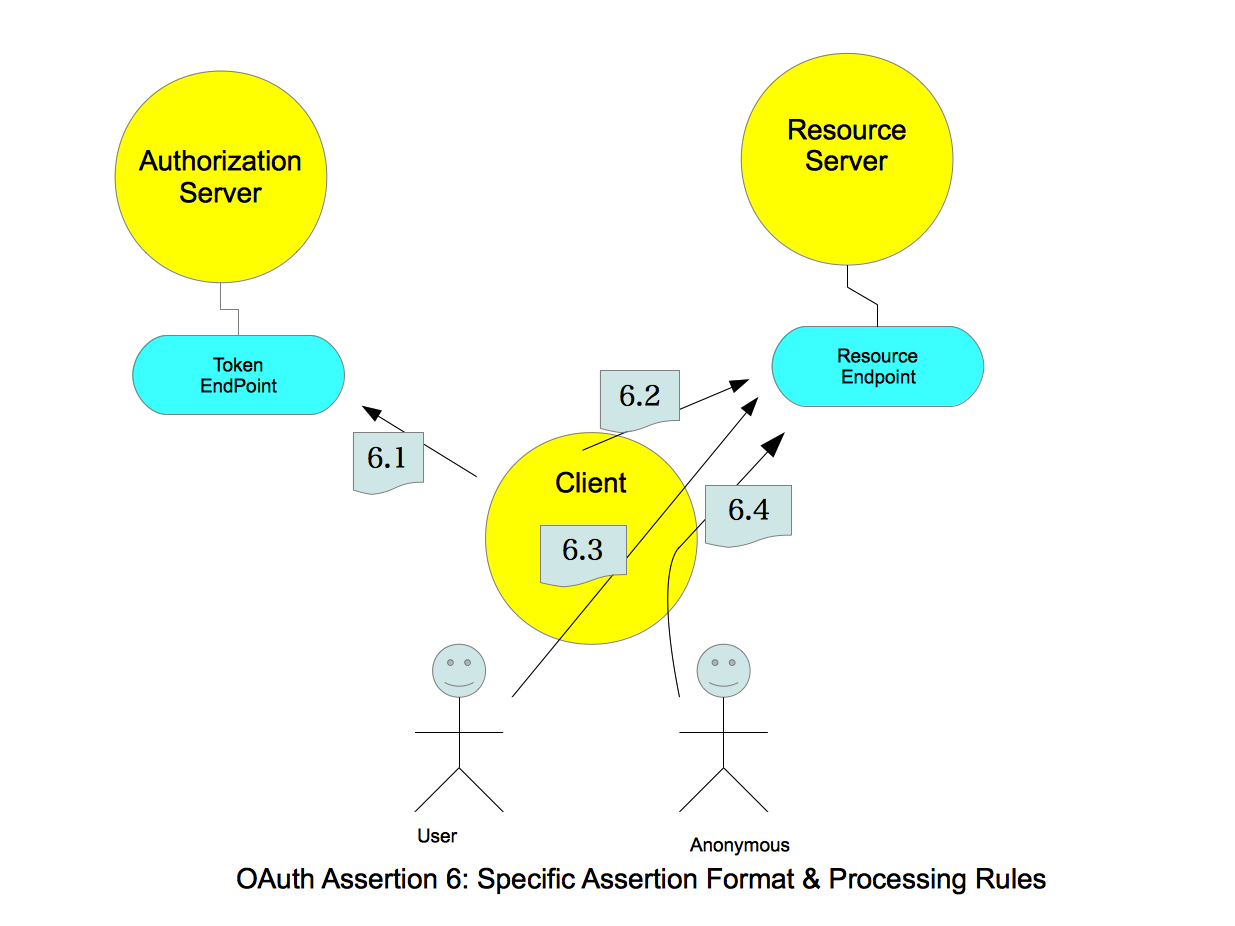 Authorization
Server
Resource
Server
Token
EndPoint
Resource
Endpoint
6.1
6.2
Client
6.3
6.4
User
Anonymous
OAuth Assertion 6: Specific Assertion Format & Processing Rules